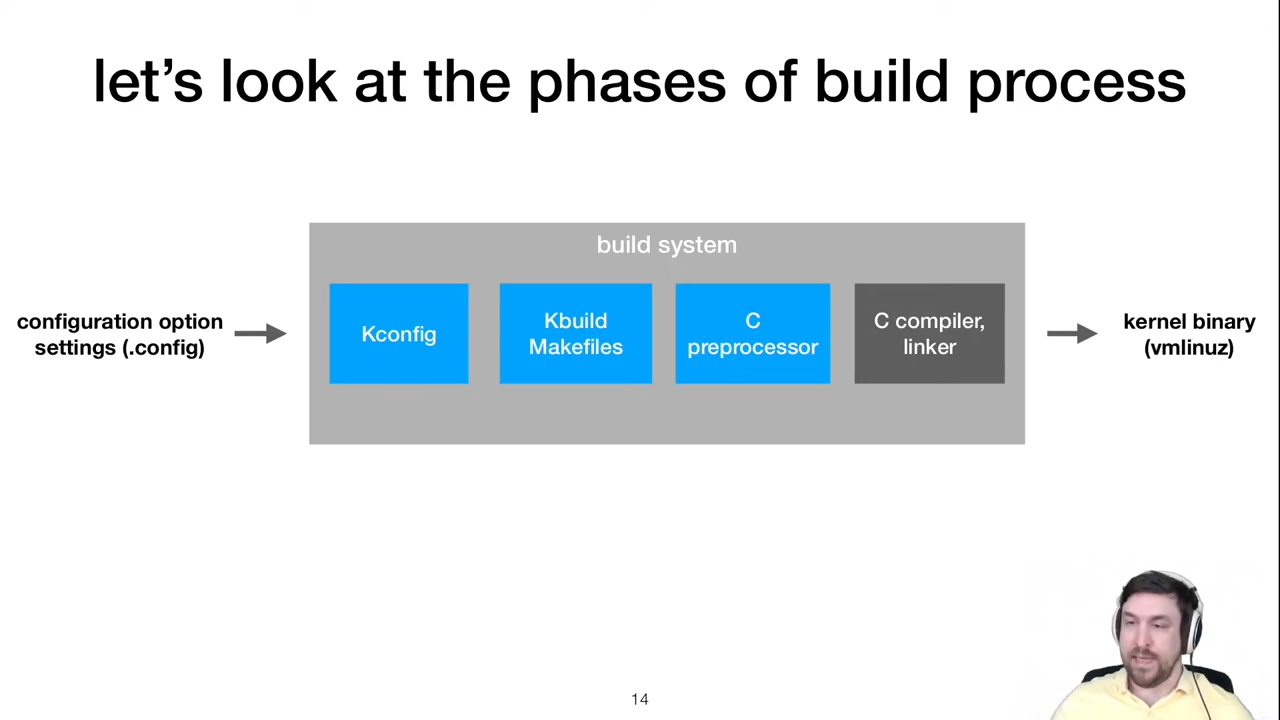 let’s look at the phases of build process
build system
configuration option
settings (.config)
Kconfig
Kbuild
Makefiles
C
preprocessor
C compiler,
linker
kernel binary
(vmlinuz)
14